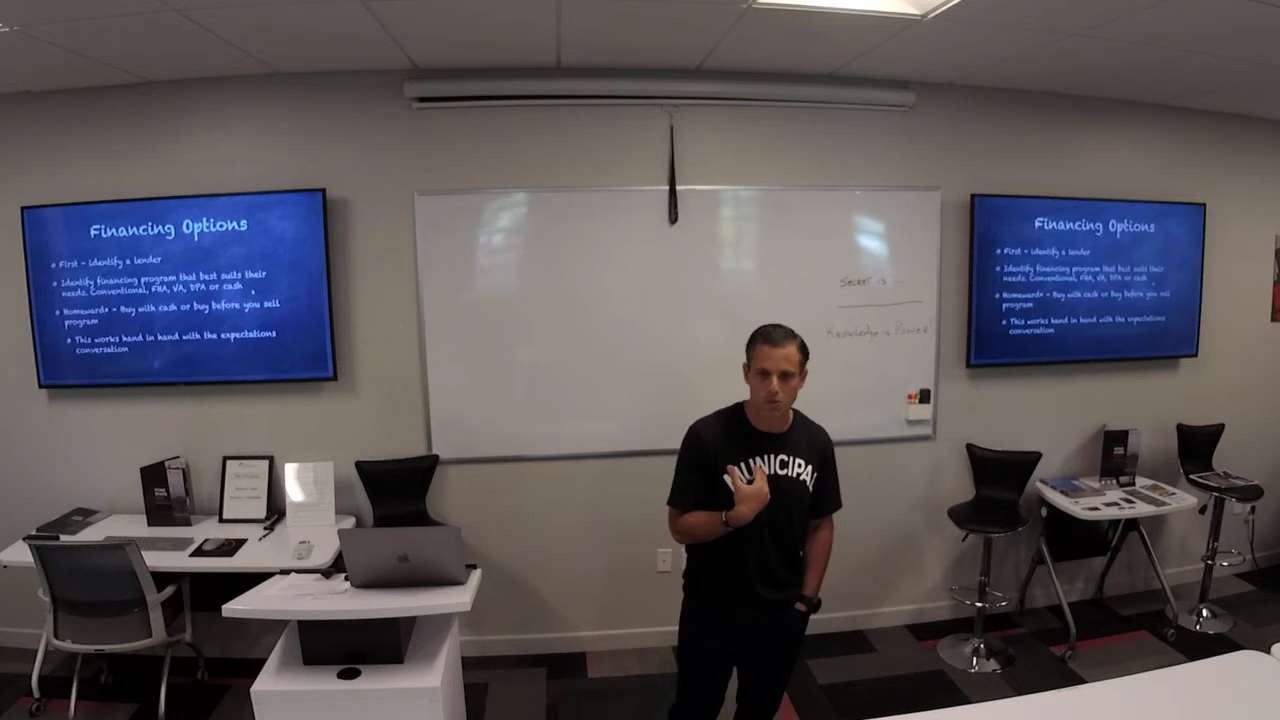 Financing Options
First - identify a lender
Identify financing program that best suits their
needs. Conventional, FHA, VA, DPA or cash
Homeward - Buy with cash or buy before you sell
program
This works hand in hand with the expectations
conversation
Secret is ...
Knowledge is Power!
MUNICIPAL
Financing Options
First - identify a lender
Identify financing program that best suits their
needs. Conventional, FHA, VA, DPA or cash
Homeward - Buy with cash or buy before you sell
program
This works hand in hand with the expectations
conversation